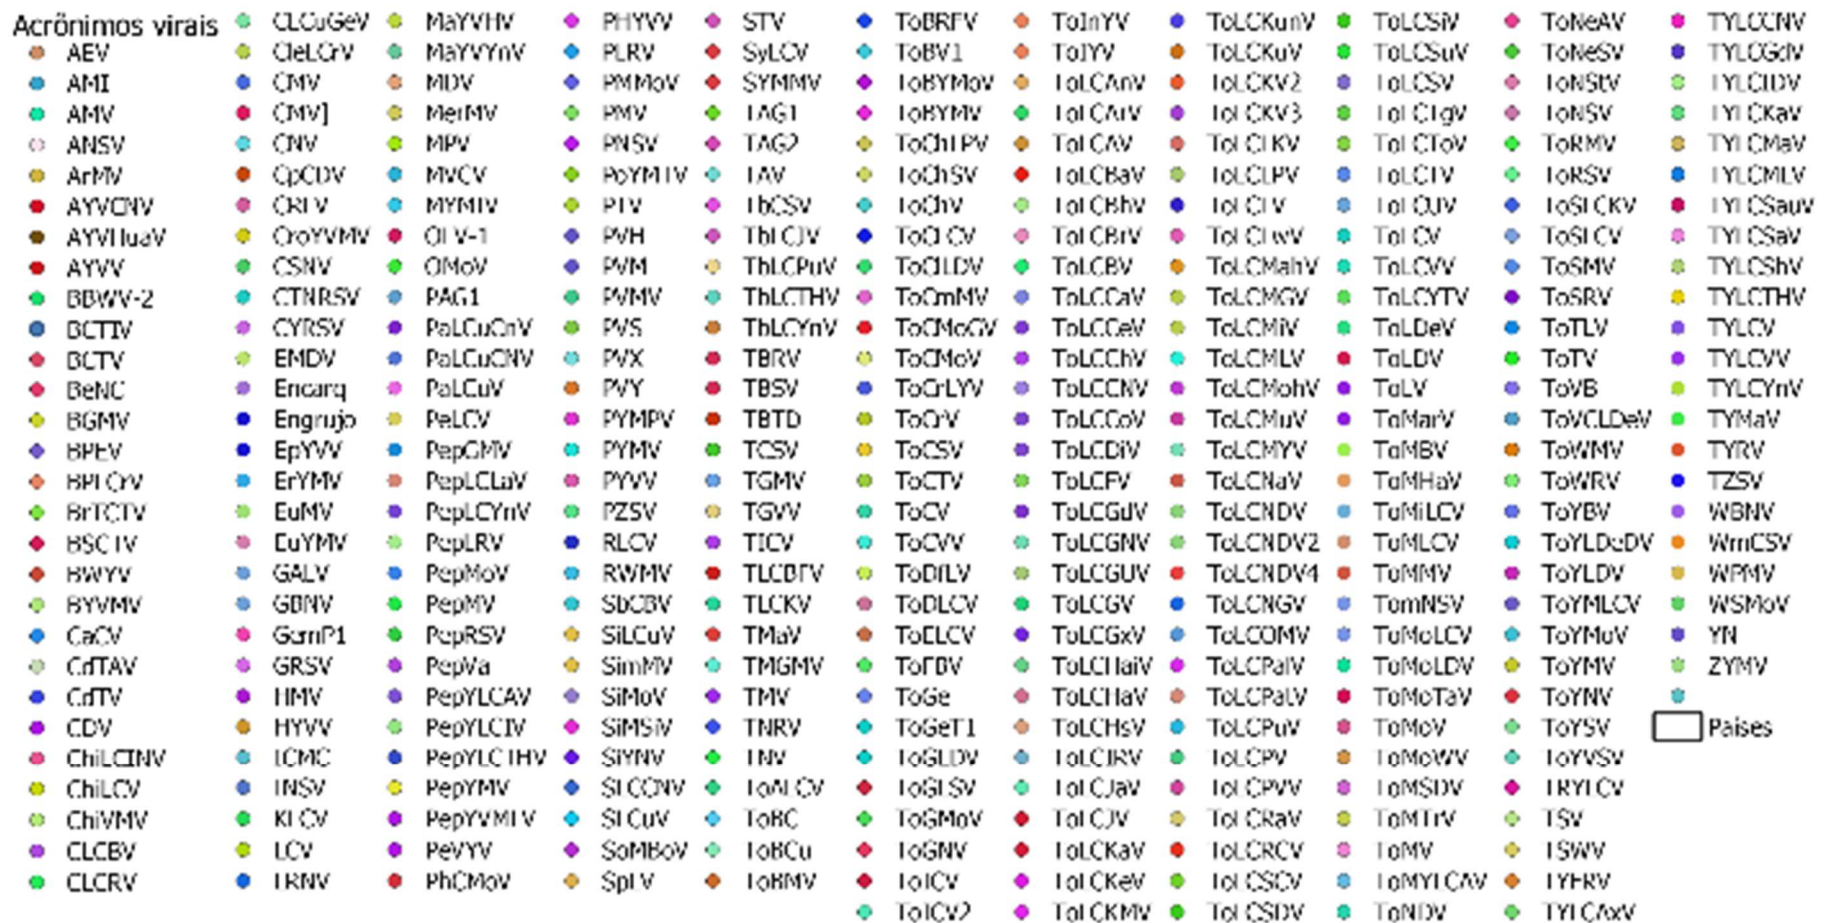 Acrônimos virais
AEV
AMI
AMV
ANSV
ArMV
AYVCNV
AYVHuaV
AYVV
BBWV-2
BCTIV
BCTV
BeNC
BGMV
BPEV
BPLCrV
BrTCTV
BSCTV
BWYV
BYVMV
CaCV
CdTAV
CdTV
CDV
ChiLCINV
ChiLCV
ChiVMV
CLCBV
CLCRV
CLCuGeV
CleLCrV
CMV
CMV]
CNV
CpCDV
CRLV
CroYVMV
CSNV
CTNRSV
CYRSV
EMDV
Encarq
Engrujo
EpYVV
ErYMV
EuMV
EuYMV
GALV
GBNV
GemP1
GRSV
HMV
HYVV
ICMC
INSV
KLCV
LCV
LRNV
MaYVHV
MaYVYnV
MDV
MerMV
MPV
MVCV
MYMIV
OLV-1
OMoV
PAG1
PaLCuCnV
PaLCuCNV
PaLCuV
PeLCV
PepGMV
PepLCLaV
PepLCYnV
PepLRV
PepMoV
PepMV
PepRSV
PepVa
PepYLCAV
PepYLCIV
PepYLCTHV
PepYMV
PepYVMLV
PeVYV
PhCMoV
PHYVV
PLRV
PMMoV
PMV
PNSV
PoYMTV
PTV
PVH
PVM
PVMV
PVS
PVX
PVY
PYMPV
PYMV
PYVV
PZSV
RLCV
RWMV
SbCBV
SiLCuV
SimMV
SiMoV
SiMSiV
SiYNV
SLCCNV
SLCuV
SoMBoV
SpLV
STV
SyLCV
SYMMV
TAG1
TAG2
TAV
TbCSV
TbLCJV
TbLCPuV
TbLCTHV
TbLCYnV
TBRV
TBSV
TBTD
TCSV
TGMV
TGVV
TICV
TLCBTV
TLCKV
TMaV
TMGMV
TMV
TNRV
TNV
ToALCV
ToBC
ToBCu
ToBMV
ToBRFV
ToBV1
ToBYMoV
ToBYMV
ToChLPV
ToChSV
ToChV
ToCLCV
ToClLDV
ToCmMV
ToCMoGV
ToCMoV
ToCrLYV
ToCrV
ToCSV
ToCTV
ToCV
ToCVV
ToDfLV
ToDLCV
ToELCV
ToFBV
ToGe
ToGeT1
ToGLDV
ToGLSV
ToGMoV
ToGNV
ToICV
ToICV2
ToInYV
ToIYV
ToLCAnV
ToLCArV
ToLCAV
ToLCBaV
ToLCBhV
ToLCBrV
ToLCBV
ToLCCaV
ToLCCeV
ToLCChV
ToLCCNV
ToLCCoV
ToLCDiV
ToLCFV
ToLCGdV
ToLCGNV
ToLCGUV
ToLCGV
ToLCGxV
ToLCHaiV
ToLCHaV
ToLCHsV
ToLCIRV
ToLCJaV
ToLCJV
ToLCKaV
ToLCKeV
ToLCKMV
ToLCKunV
ToLCKuV
ToLCKV2
ToLCKV3
ToLCLKV
ToLCLPV
ToLCLV
ToLCLwV
ToLCMahV
ToLCMGV
ToLCMiV
ToLCMLV
ToLCMohV
ToLCMuV
ToLCMYV
ToLCNaV
ToLCNDV
ToLCNDV2
ToLCNDV4
ToLCNGV
ToLCOMV
ToLCPalV
ToLCPaLV
ToLCPuV
ToLCPV
ToLCPVV
ToLCRaV
ToLCRCV
ToLCSCV
ToLCSDV
ToLCSiV
ToLCSuV
ToLCSV
ToLCTgV
ToLCToV
ToLCTV
ToLCUV
ToLCV
ToLCVV
ToLCYTV
ToLDeV
ToLDV
ToLV
ToMarV
ToMBV
ToMHaV
ToMiLCV
ToMLCV
ToMMV
TomNSV
ToMoLCV
ToMoLDV
ToMoTaV
ToMoV
ToMoWV
ToMSDV
ToMTrV
ToMV
ToMYLCAV
ToNDV
ToNeAV
ToNeSV
ToNStV
ToNSV
ToRMV
ToRSV
ToSLCKV
ToSLCV
ToSMV
ToSRV
ToTLV
ToTV
ToVB
ToVCLDeV
ToWMV
ToWRV
ToYBV
ToYLDeDV
ToYLDV
ToYMLCV
ToYMoV
ToYMV
ToYNV
ToYSV
ToYVSV
TRYLCV
TSV
TSWV
TYFRV
TYLCAxV
TYLCCNV
TYLCGdV
TYLCIDV
TYLCKaV
TYLCMaV
TYLCMLV
TYLCSauV
TYLCSaV
TYLCShV
TYLCTHV
TYLCV
TYLCVV
TYLCYnV
TYMaV
TYRV
TZSV
WBNV
WmCSV
WPMV
WSMoV
YN
ZYMV
Paises